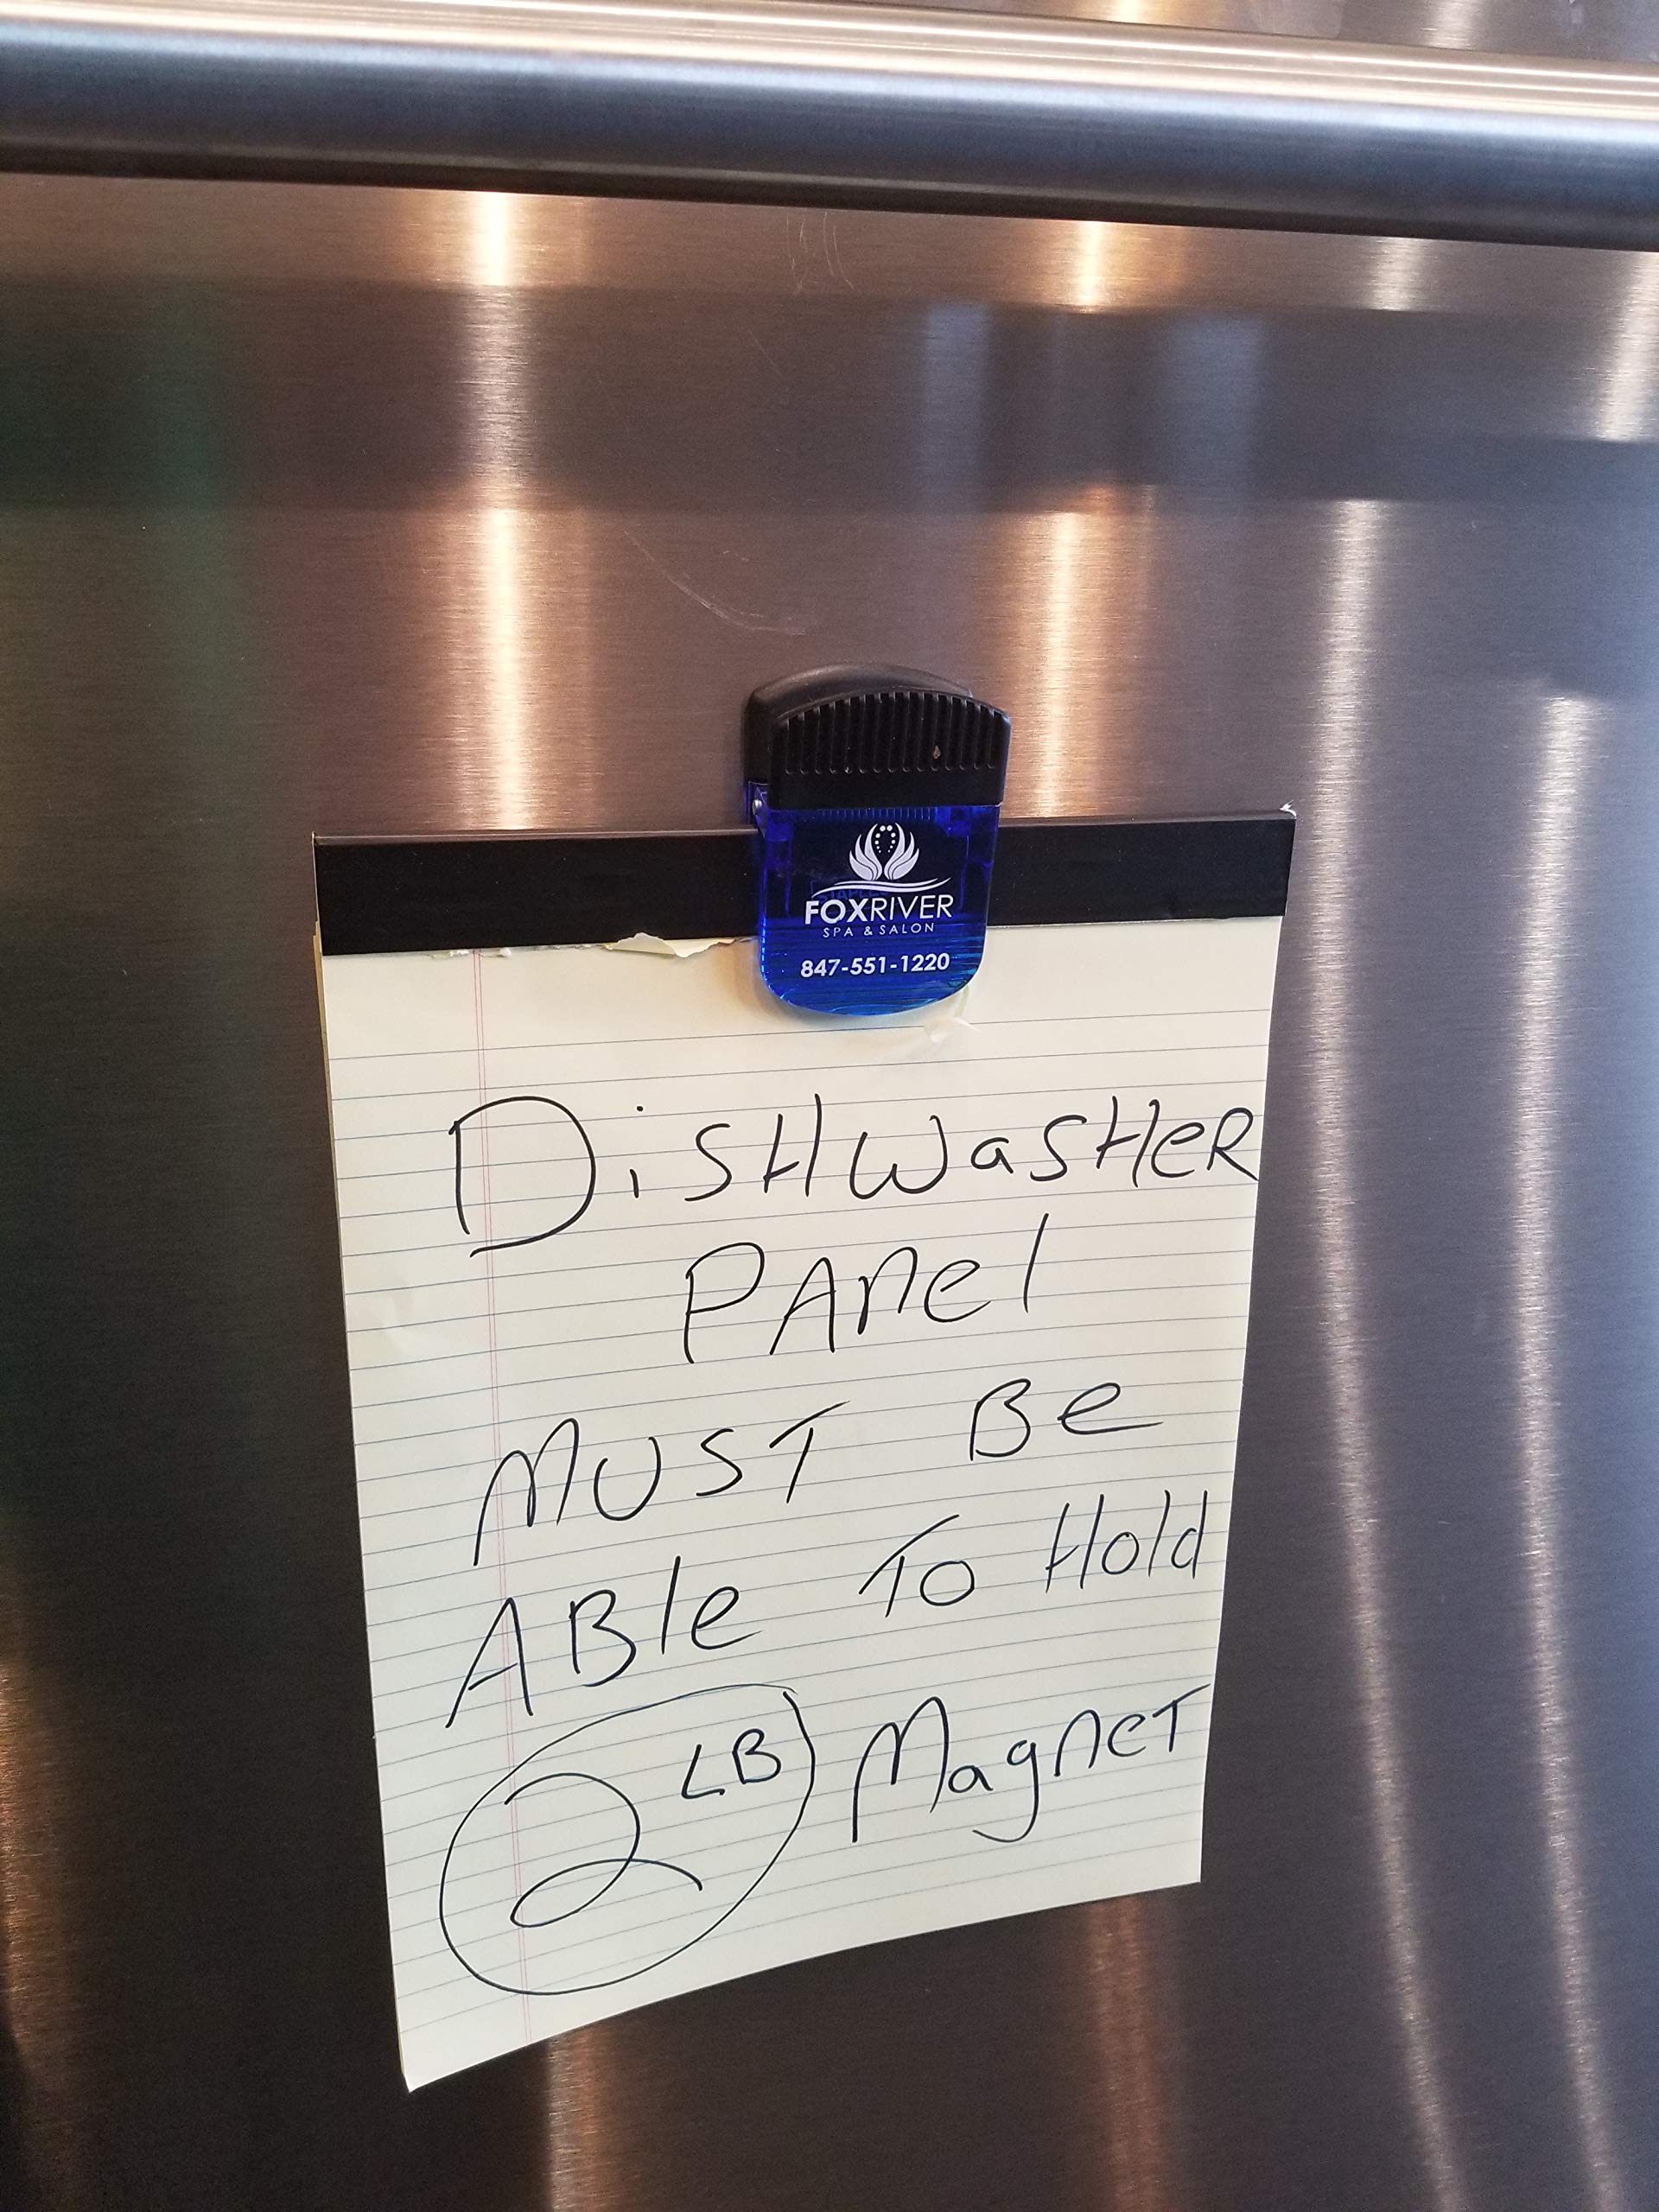 FOXRIVER
SPA & SALON
847-551-1220
DisHWasHeR
PAnel
MUST Be
ABle To Hold
2 LB MagneT